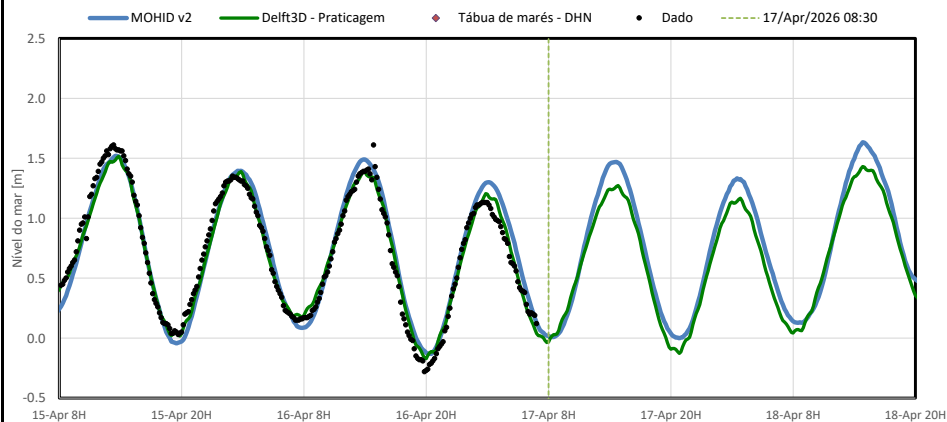 MOHID v2 Delft3D - Praticagem Tábua de marés - DHN Dado 17/Apr/2026 08:30
2.5
2.0
1.5
1.0
0.5
0.0
-0.5
Nível do mar [m]
15-Apr 8H 15-Apr 20H 16-Apr 8H 16-Apr 20H 17-Apr 8H 17-Apr 20H 18-Apr 8H 18-Apr 20H